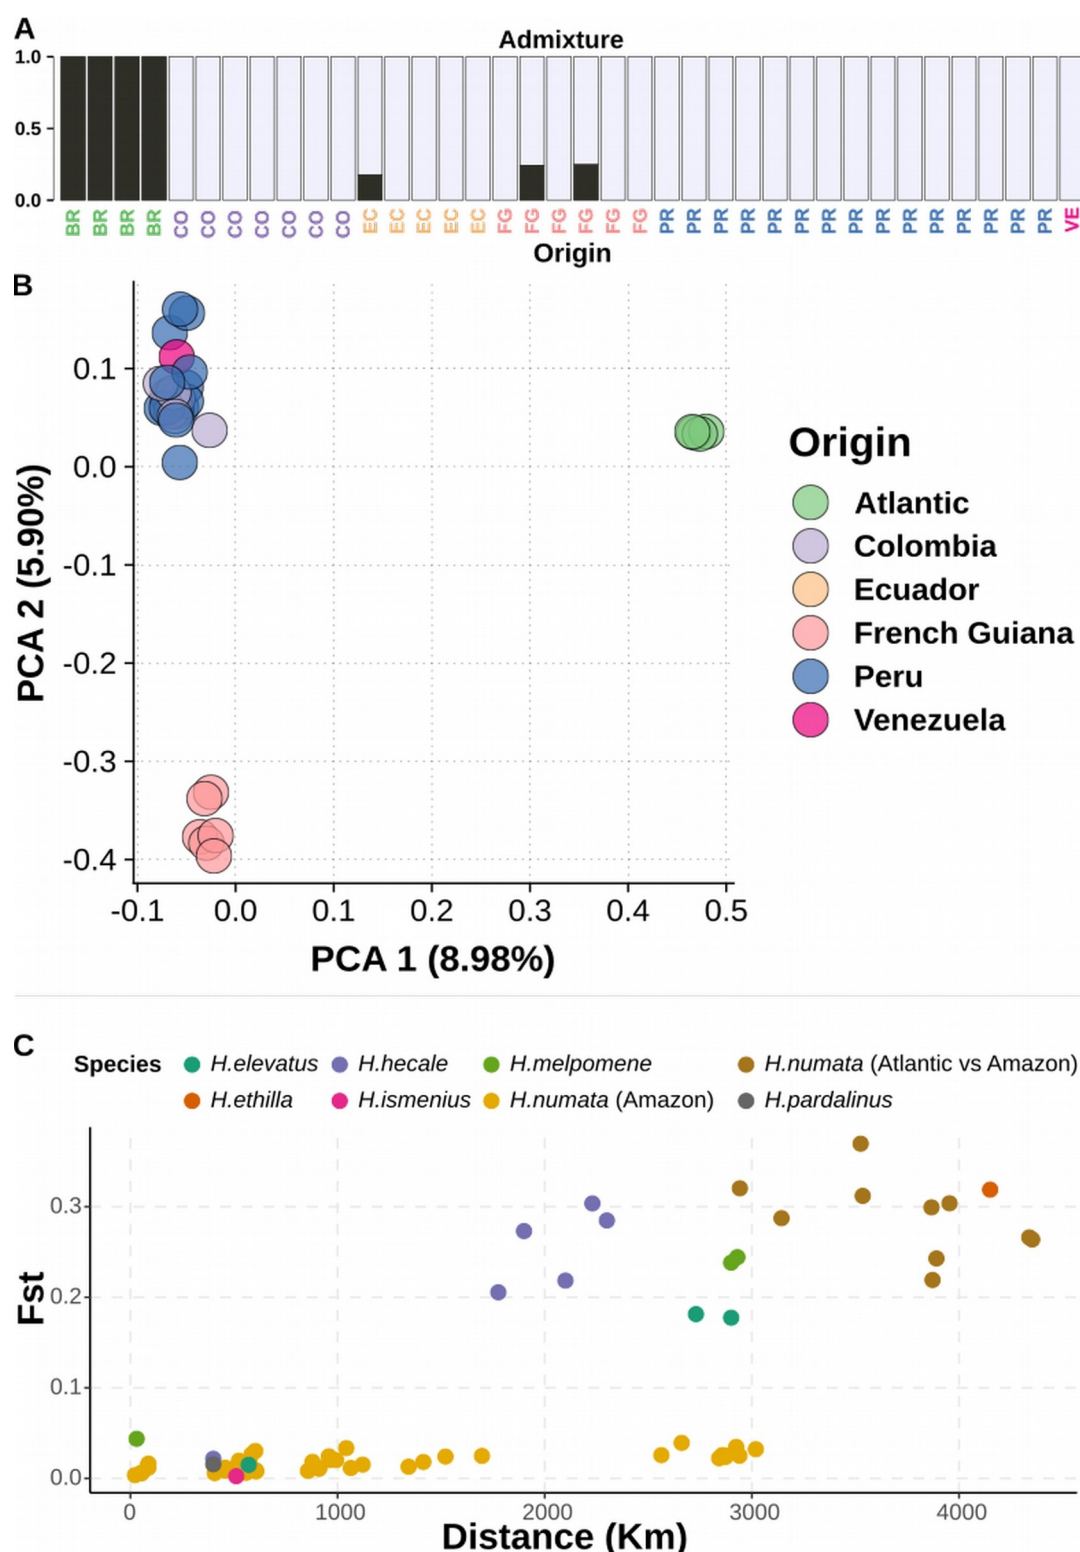 A
Admixture
1.0
0.5
0.0
BR BR BR BR CO CO CO CO CO CO CO EC EC EC EC EC FG FG FG FG FG FG PR PR PR PR PR PR PR PR PR PR PR PR PR PR PR VE
Origin
B
0.1
0.0
-0.1
-0.2
-0.3
-0.4
PCA 2 (5.90%)
-0.1 0.0 0.1 0.2 0.3 0.4 0.5
PCA 1 (8.98%)
Origin
Atlantic
Colombia
Ecuador
French Guiana
Peru
Venezuela
C
Species H.elevatus H.hecale H.melpomene H.numata (Atlantic vs Amazon)
H.ethilla H.ismenius H.numata (Amazon) H.pardalinus
0.3
0.2
0.1
0.0
Fst
0 1000 2000 3000 4000
Distance (Km)